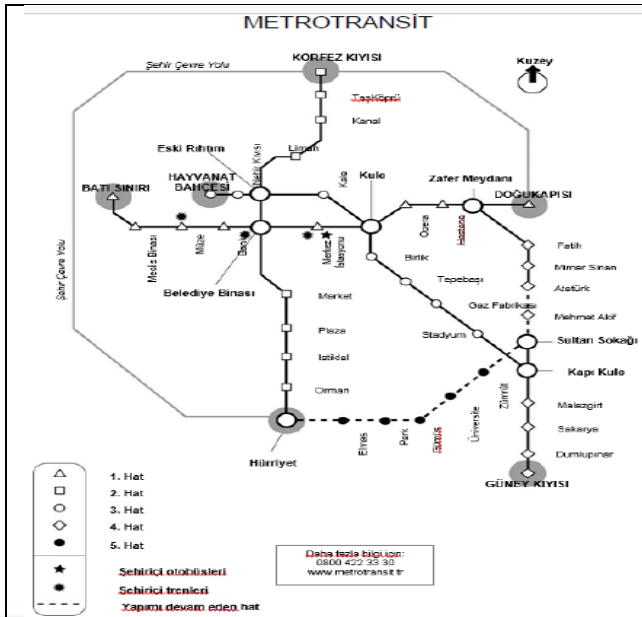 METROTRANSİT
Şehir Çevre Yolu
KÖRFEZ KIYISI
Kuzey
TaşKöprü
Kanal
Liman
Nehir Kıyısı
Eski Rıhtım
HAYVANAT
BAHÇESİ
BATI SINIRI
Kale
Kule
Zafer Meydanı
DOĞUKAPISI
Meclis Binası
Müze
Banka
Merkez
İstasyonu
Opera
Hastane
Fatih
Mimar Sinan
Atatürk
Mehmet Akif
Birlik
Tepebaşı
Gaz Fabrikası
Stadyum
Belediye Binası
Market
Plaza
İstiklal
Orman
Şehir Çevre Yolu
Sultan Sokağı
Kapı Kule
Malazgirt
Sakarya
Dumlupınar
GÜNEY KIYISI
Hürriyet
Elmas
Park
Gümüş
Üniversite
Zümrüt
1. Hat
2. Hat
3. Hat
4. Hat
5. Hat
Şehiriçi otobüsleri
Şehiriçi trenleri
Yapımı devam eden hat
Daha fazla bilgi için:
0800 422 33 30
www.metrotransit.tr